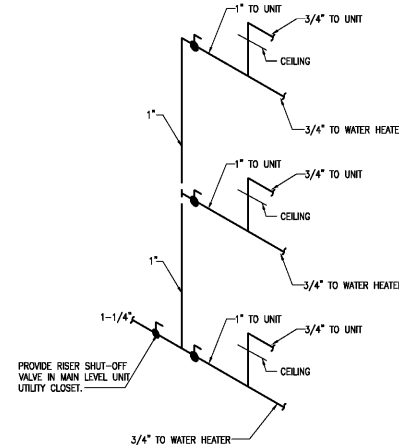 1" TO UNIT
3/4" TO UNIT
CEILING
1"
3/4" TO WATER HEATE
1" TO UNIT
3/4" TO UNIT
CEILING
1"
3/4" TO WATER HEATE
1-1/4"
1" TO UNIT
3/4" TO UNIT
CEILING
PROVIDE RISER SHUT-OFF
VALVE IN MAIN LEVEL UNIT
UTILITY CLOSET.
3/4" TO WATER HEATER